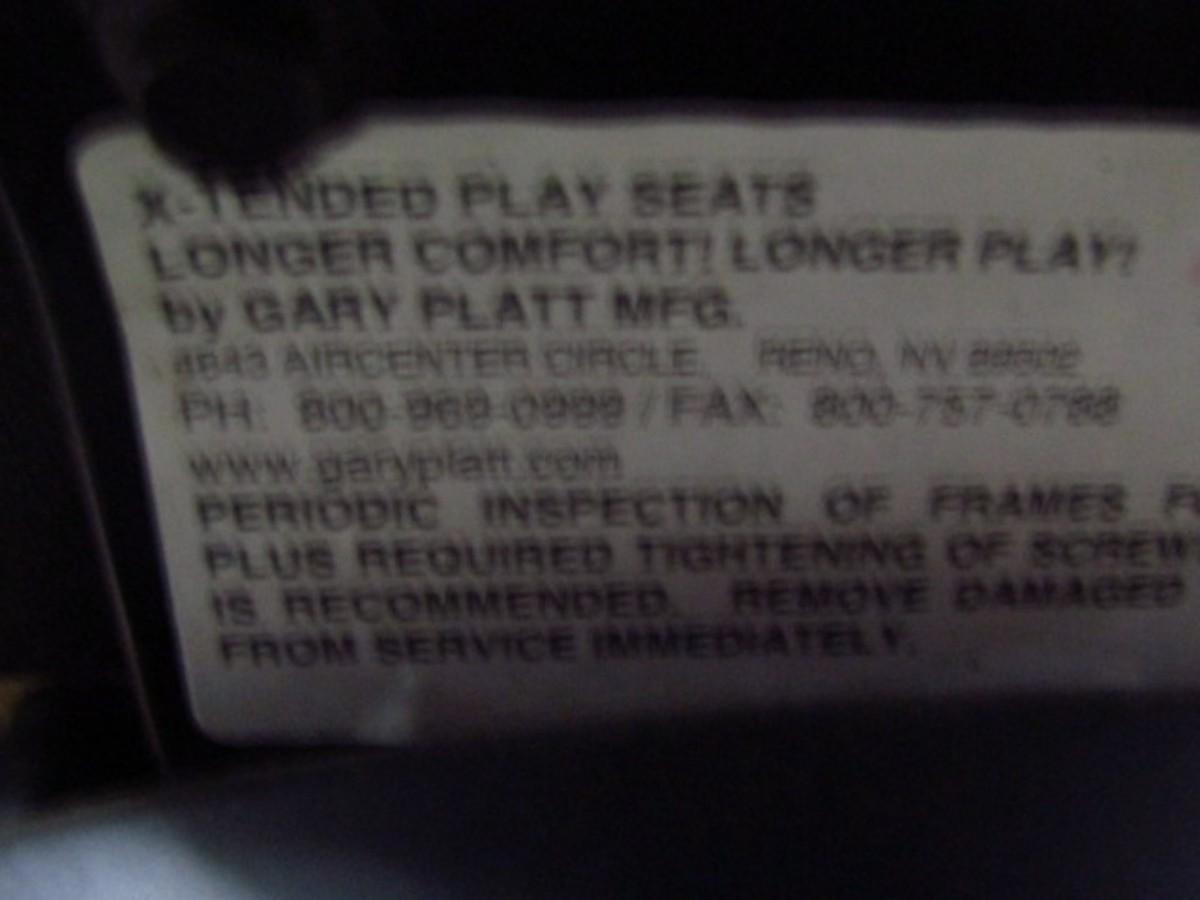 X-TENDED PLAY SEATS
LONGER COMFORT! LONGER PLAY!
by GARY PLATT MFG.
AIRCENTER CIRCLE, RENO, NV
PH: 800-969-0999 / FAX: 800-757-0788
www.garyplatt.com
PERIODIC INSPECTION OF FRAMES
PLUS REQUIRED TIGHTENING OF SCREW
IS RECOMMENDED. REMOVE DAMAGED
FROM SERVICE IMMEDIATELY.